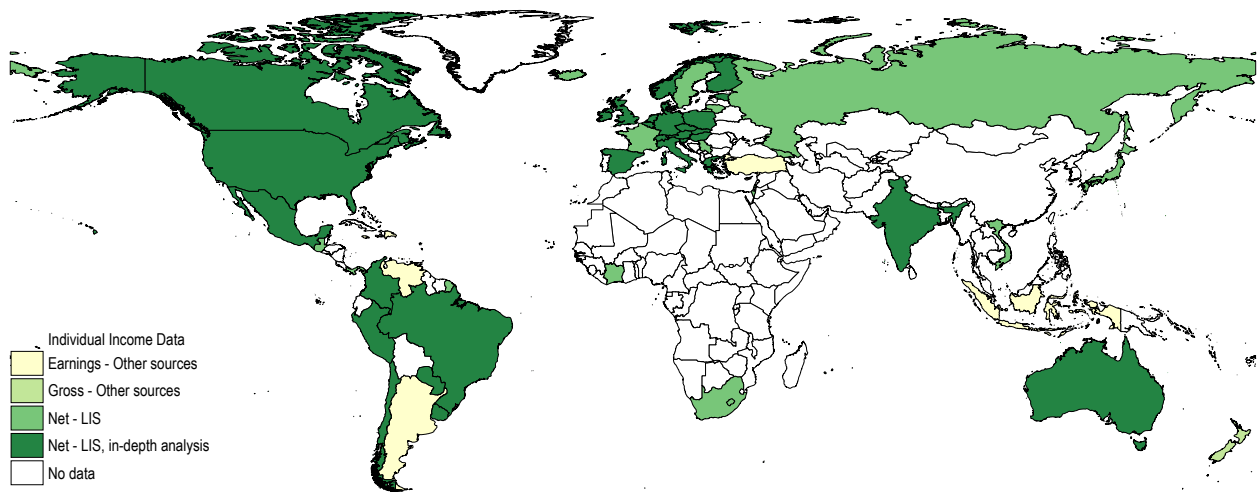 Individual Income Data
Earnings - Other sources
Gross - Other sources
Net - LIS
Net - LIS, in-depth analysis
No data